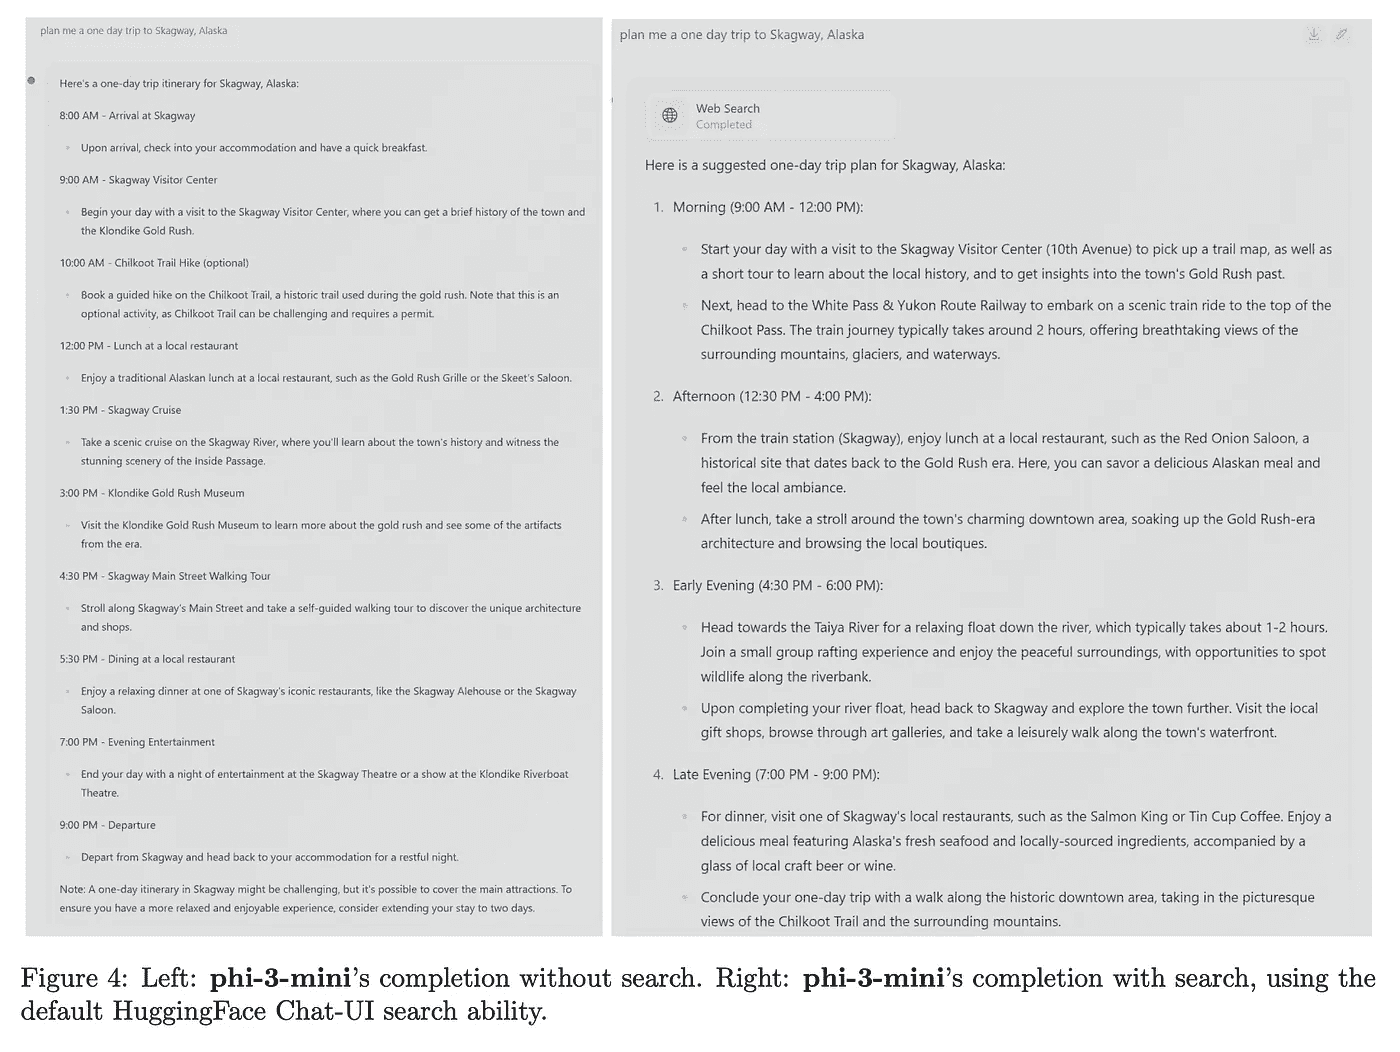 plan me a one day trip to Skagway, Alaska
Here's a one-day trip itinerary for Skagway, Alaska:
8:00 AM - Arrival at Skagway
Upon arrival, check into your accommodation and have a quick breakfast.
9:00 AM - Skagway Visitor Center
Begin your day with a visit to the Skagway Visitor Center, where you can get a brief history of the town and
the Klondike Gold Rush.
10:00 AM - Chilkoot Trail Hike (optional)
Book a guided hike on the Chilkoot Trail, a historic trail used during the gold rush. Note that this is an
optional activity, as Chilkoot Trail can be challenging and requires a permit.
12:00 PM - Lunch at a local restaurant
Enjoy a traditional Alaskan lunch at a local restaurant, such as the Gold Rush Grille or the Skeet's Saloon.
1:30 PM - Skagway Cruise
Take a scenic cruise on the Skagway River, where you'll learn about the town's history and witness the
stunning scenery of the Inside Passage.
3:00 PM - Klondike Gold Rush Museum
Visit the Klondike Gold Rush Museum to learn more about the gold rush and see some of the artifacts
from the era.
4:30 PM - Skagway Main Street Walking Tour
Stroll along Skagway's Main Street and take a self-guided walking tour to discover the unique architecture
and shops.
5:30 PM - Dining at a local restaurant
Enjoy a relaxing dinner at one of Skagway's iconic restaurants, like the Skagway Alehouse or the Skagway
Saloon.
7:00 PM - Evening Entertainment
End your day with a night of entertainment at the Skagway Theatre or a show at the Klondike Riverboat
Theatre.
9:00 PM - Departure
Depart from Skagway and head back to your accommodation for a restful night.
Note: A one-day itinerary in Skagway might be challenging, but it's possible to cover the main attractions. To
ensure you have a more relaxed and enjoyable experience, consider extending your stay to two days.
plan me a one day trip to Skagway, Alaska
Web Search
Completed
Here is a suggested one-day trip plan for Skagway, Alaska:
1. Morning (9:00 AM - 12:00 PM):
Start your day with a visit to the Skagway Visitor Center (10th Avenue) to pick up a trail map, as well as
a short tour to learn about the local history, and to get insights into the town's Gold Rush past.
Next, head to the White Pass & Yukon Route Railway to embark on a scenic train ride to the top of the
Chilkoot Pass. The train journey typically takes around 2 hours, offering breathtaking views of the
surrounding mountains, glaciers, and waterways.
2. Afternoon (12:30 PM - 4:00 PM):
From the train station (Skagway), enjoy lunch at a local restaurant, such as the Red Onion Saloon, a
historical site that dates back to the Gold Rush era. Here, you can savor a delicious Alaskan meal and
feel the local ambiance.
After lunch, take a stroll around the town's charming downtown area, soaking up the Gold Rush-era
architecture and browsing the local boutiques.
3. Early Evening (4:30 PM - 6:00 PM):
Head towards the Taiya River for a relaxing float down the river, which typically takes about 1-2 hours.
Join a small group rafting experience and enjoy the peaceful surroundings, with opportunities to spot
wildlife along the riverbank.
Upon completing your river float, head back to Skagway and explore the town further. Visit the local
gift shops, browse through art galleries, and take a leisurely walk along the town's waterfront.
4. Late Evening (7:00 PM - 9:00 PM):
For dinner, visit one of Skagway's local restaurants, such as the Salmon King or Tin Cup Coffee. Enjoy a
delicious meal featuring Alaska's fresh seafood and locally-sourced ingredients, accompanied by a
glass of local craft beer or wine.
Conclude your one-day trip with a walk along the historic downtown area, taking in the picturesque
views of the Chilkoot Trail and the surrounding mountains.
Figure 4: Left: phi-3-mini's completion without search. Right: phi-3-mini's completion with search, using the
default HuggingFace Chat-UI search ability.